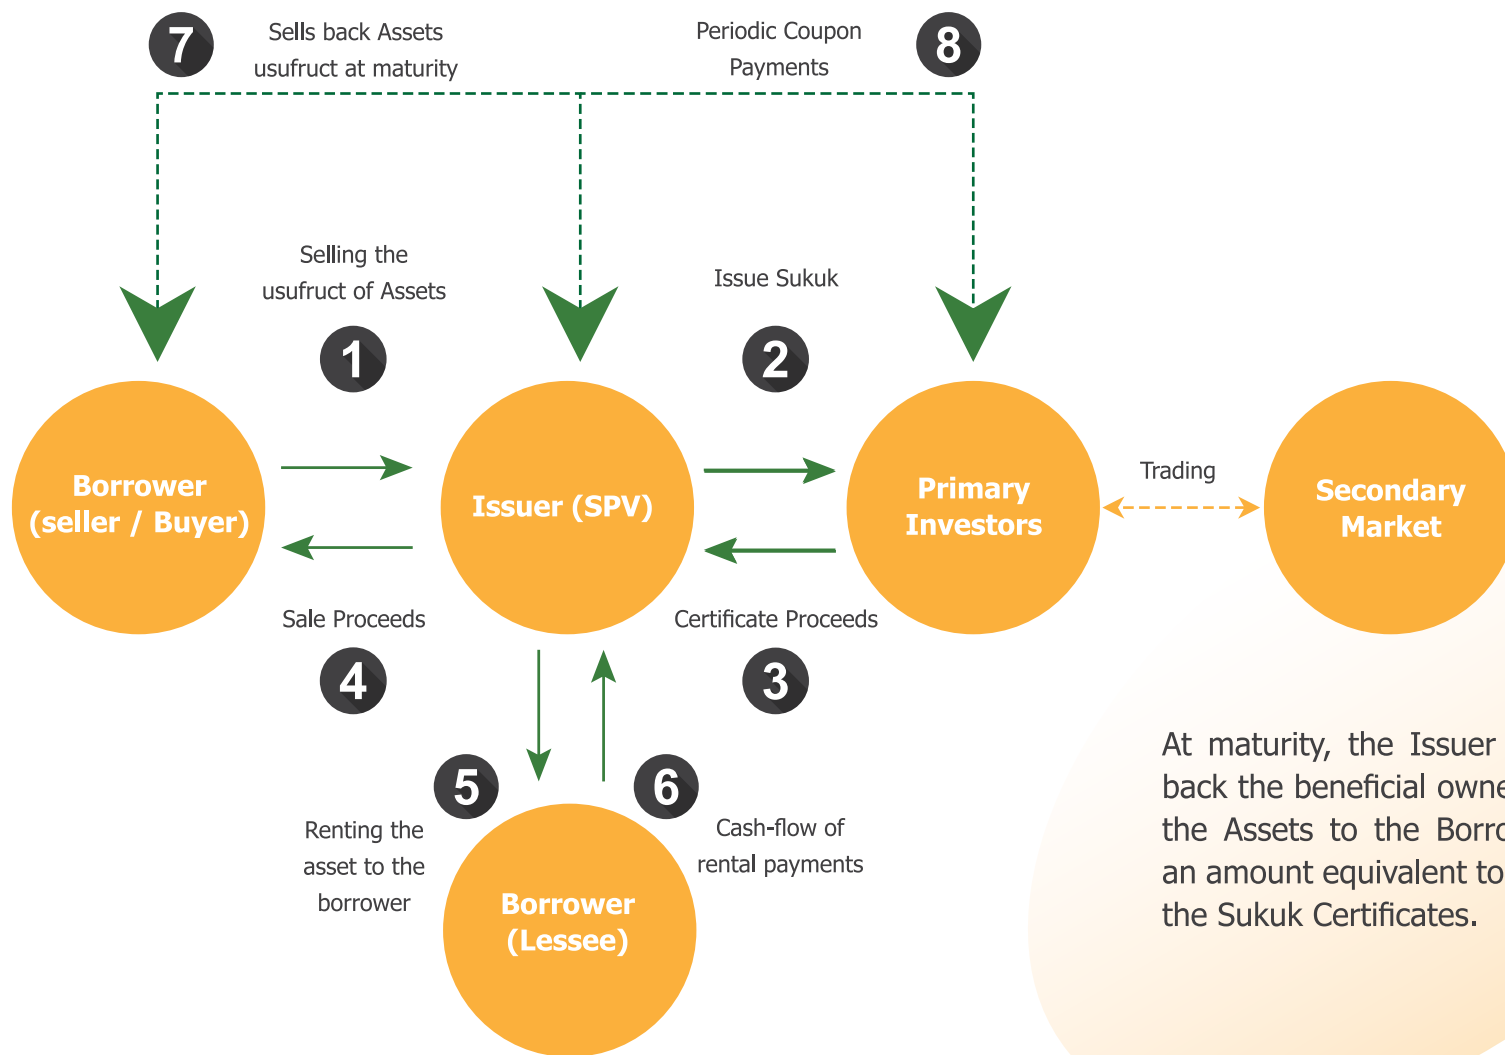 7
Sells back Assets
usufruct at maturity
Periodic Coupon
Payments
8
Selling the
usufruct of Assets
Issue Sukuk
1
2
Borrower
(seller / Buyer)
Issuer (SPV)
Primary
Investors
Trading
Secondary
Market
Sale Proceeds
Certificate Proceeds
4
3
5
6
Renting the
asset to the
borrower
Cash-flow of
rental payments
Borrower
(Lessee)
At maturity, the Issuer
back the beneficial
the Assets to the
an amount equivalent to
the Sukuk Certificates.